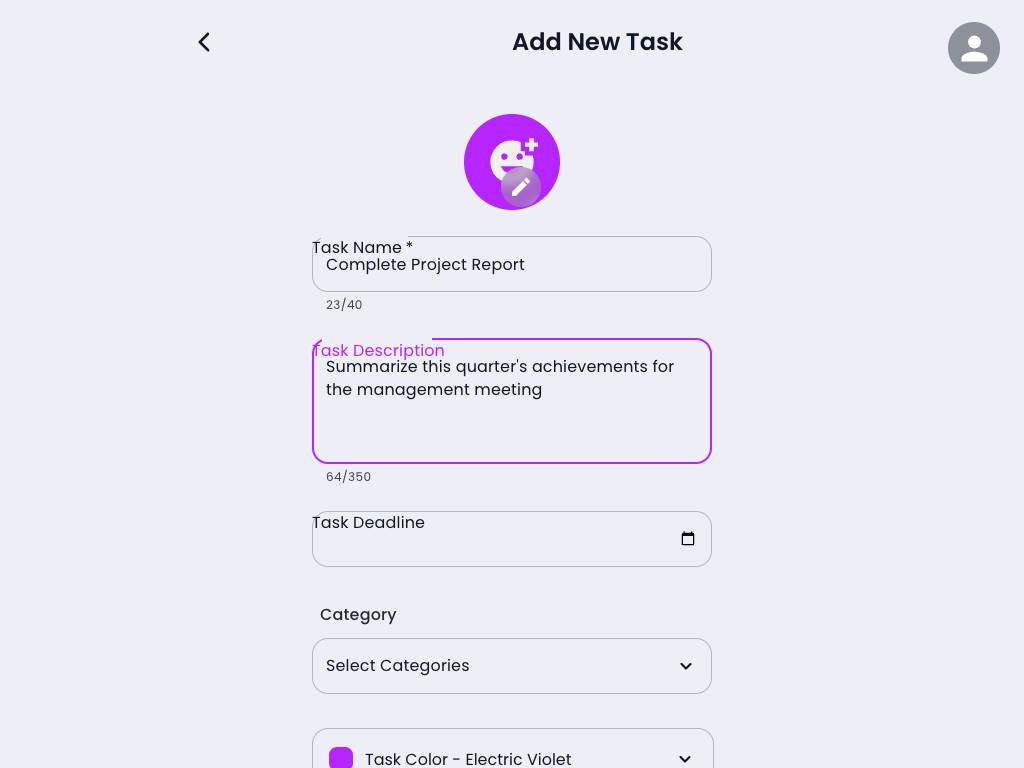 Add New Task
Task Name *
Complete Project Report
23/40
Task Description
Summarize this quarter's achievements for
the management meeting
64/350
Task Deadline
Category
Select Categories
Task Color - Electric Violet